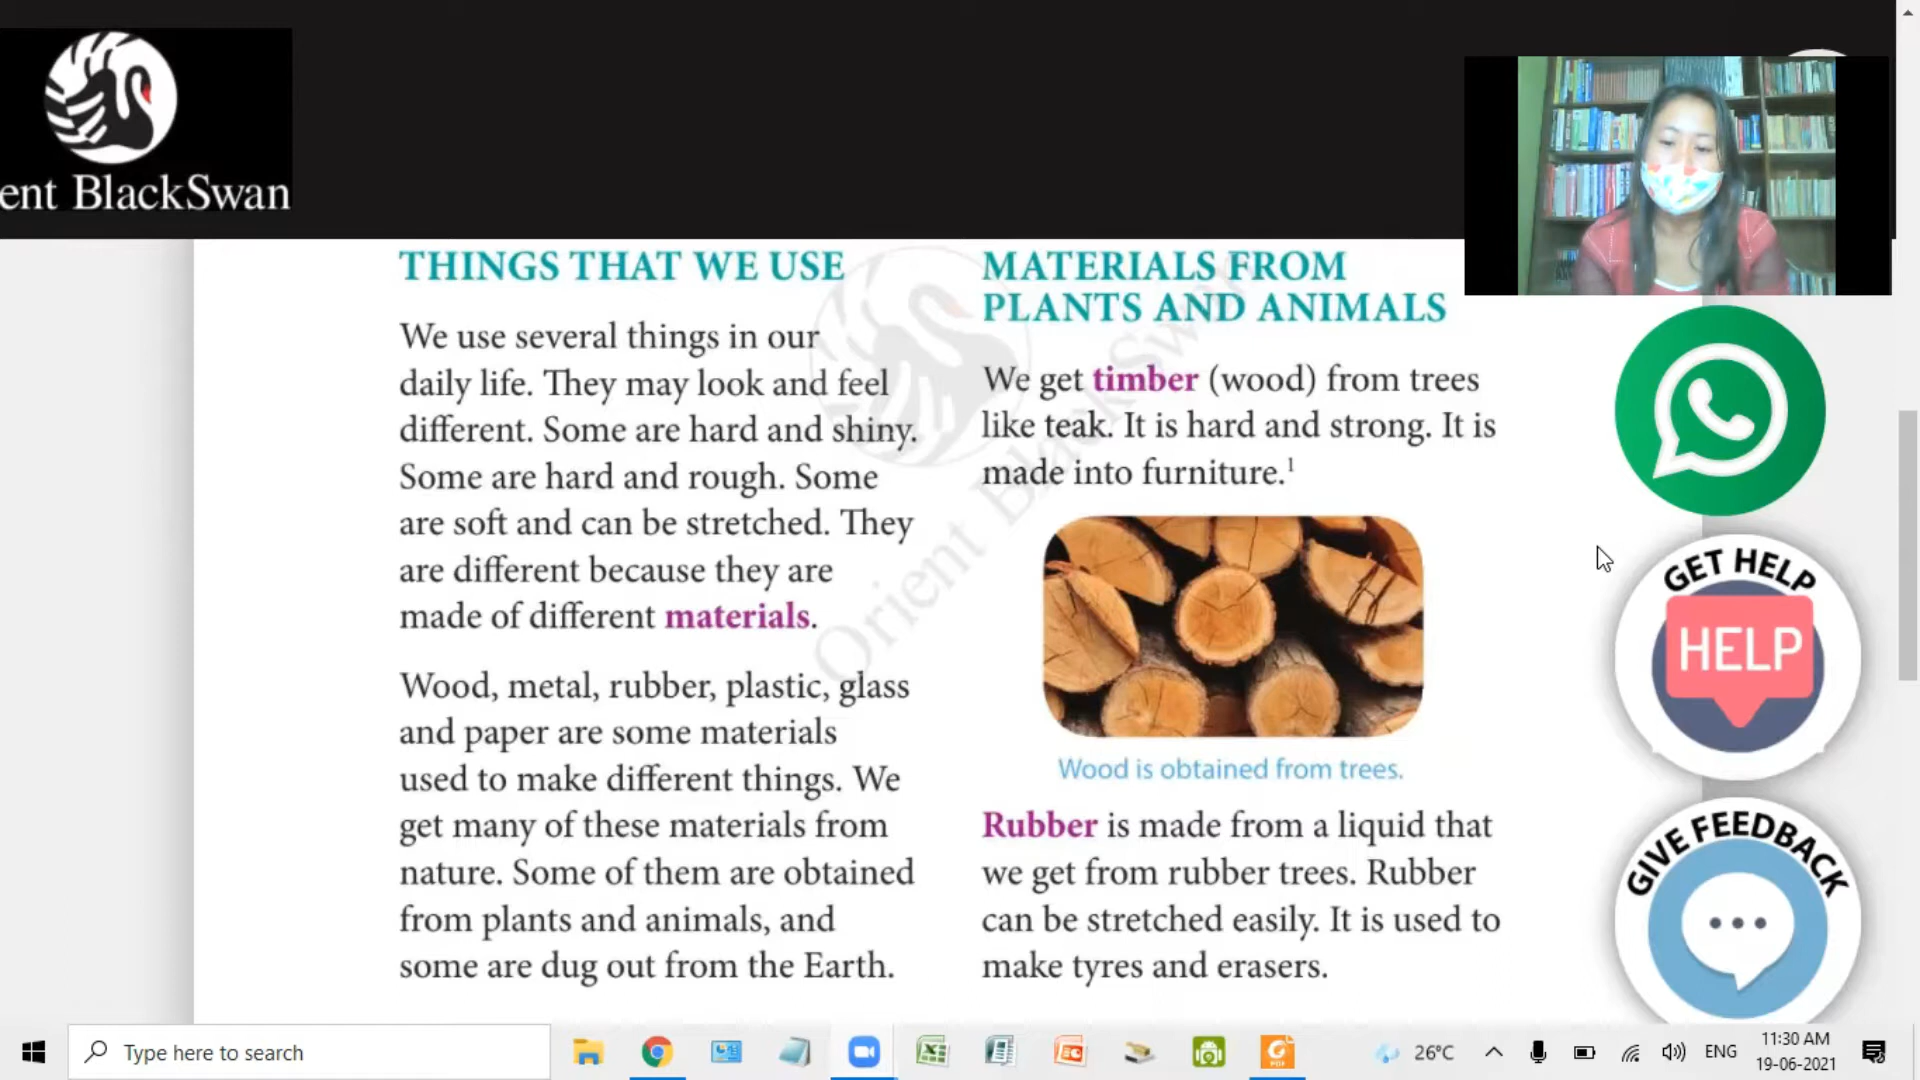 ent BlackSwan
THINGS THAT WE USE
We use several things in our
daily life. They may look and feel
different. Some are hard and shiny.
Some are hard and rough. Some
are soft and can be stretched. They
are different because they are
made of different materials.
Wood, metal, rubber, plastic, glass
and paper are some materials
used to make different things. We
get many of these materials from
nature. Some of them are obtained
from plants and animals, and
some are dug out from the Earth.
MATERIALS FROM
PLANTS AND ANIMALS
We get timber (wood) from trees
like teak. It is hard and strong. It is
made into furniture.¹
Wood is obtained from trees.
Rubber is made from a liquid that
we get from rubber trees. Rubber
can be stretched easily. It is used to
make tyres and erasers.
Orient BlackSwan
GET HELP
HELP
GIVE FEEDBACK
Type here to search
26°C
ENG
11:30 AM
19-06-2021